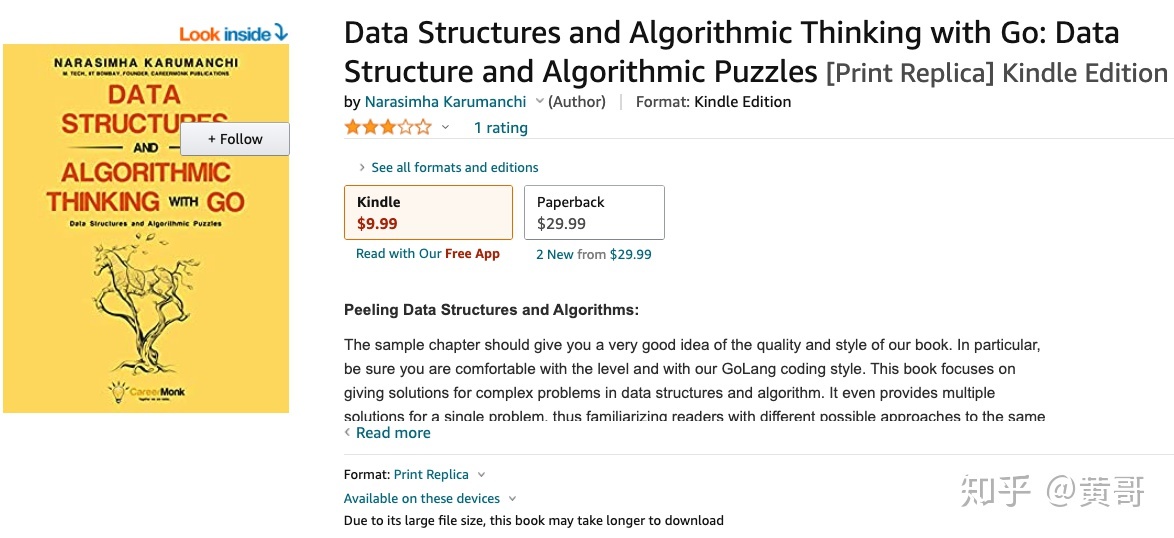 Look inside
NARASIMHA KARUMANCHI
M. TECH, IIT BOMBAY, FOUNDER, CAREERMONK PUBLICATIONS
DATA
STRUCTURES
+ Follow
AND
ALGORITHMIC
THINKING WITH GO
Data Structures and Algorithmic Puzzles
CareerMonk
Data Structures and Algorithmic Thinking with Go: Data
Structure and Algorithmic Puzzles [Print Replica] Kindle Edition
by Narasimha Karumanchi (Author) Format: Kindle Edition
1 rating
See all formats and editions
Kindle Paperback
$9.99 $29.99
Read with Our Free App 2 New from $29.99
Peeling Data Structures and Algorithms:
The sample chapter should give you a very good idea of the quality and style of our book. In particular,
be sure you are comfortable with the level and with our GoLang coding style. This book focuses on
giving solutions for complex problems in data structures and algorithm. It even provides multiple
solutions for a single problem, thus familiarizing readers with different possible approaches to the same
Read more
Format: Print Replica
Available on these devices
Due to its large file size, this book may take longer to download
知乎 @黄哥